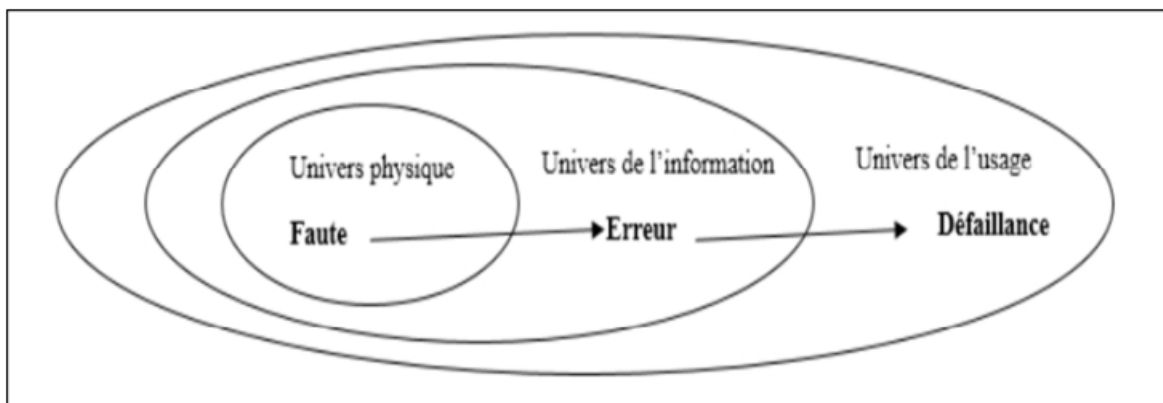 Univers physique
Univers de l'information
Univers de l'usage
Faute
Erreur
Défaillance